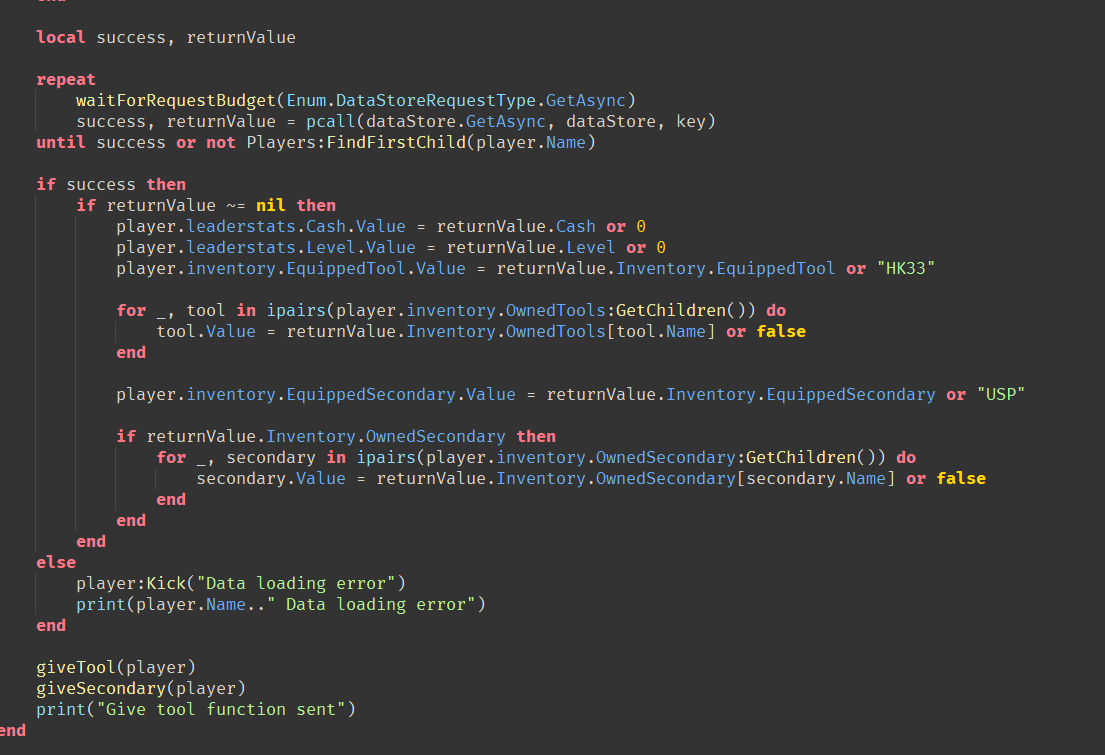 end
local success, returnValue
repeat
waitForRequestBudget(Enum.DataStoreRequestType.GetAsync)
success, returnValue = pcall(dataStore.GetAsync, dataStore, key)
until success or not Players:FindFirstChild(player.Name)
if success then
if returnValue ~= nil then
player.leaderstats.Cash.Value = returnValue.Cash or 0
player.leaderstats.Level.Value = returnValue.Level or 0
player.inventory.EquippedTool.Value = returnValue.Inventory.EquippedTool or "HK33"
for _, tool in ipairs(player.inventory.OwnedTools:GetChildren()) do
tool.Value = returnValue.Inventory.OwnedTools[tool.Name] or false
end
player.inventory.EquippedSecondary.Value = returnValue.Inventory.EquippedSecondary or "USP"
if returnValue.Inventory.OwnedSecondary then
for _, secondary in ipairs(player.inventory.OwnedSecondary:GetChildren()) do
secondary.Value = returnValue.Inventory.OwnedSecondary[secondary.Name] or false
end
end
end
else
player:Kick("Data loading error")
print(player.Name.." Data loading error")
end
giveTool(player)
giveSecondary(player)
print("Give tool function sent")
end